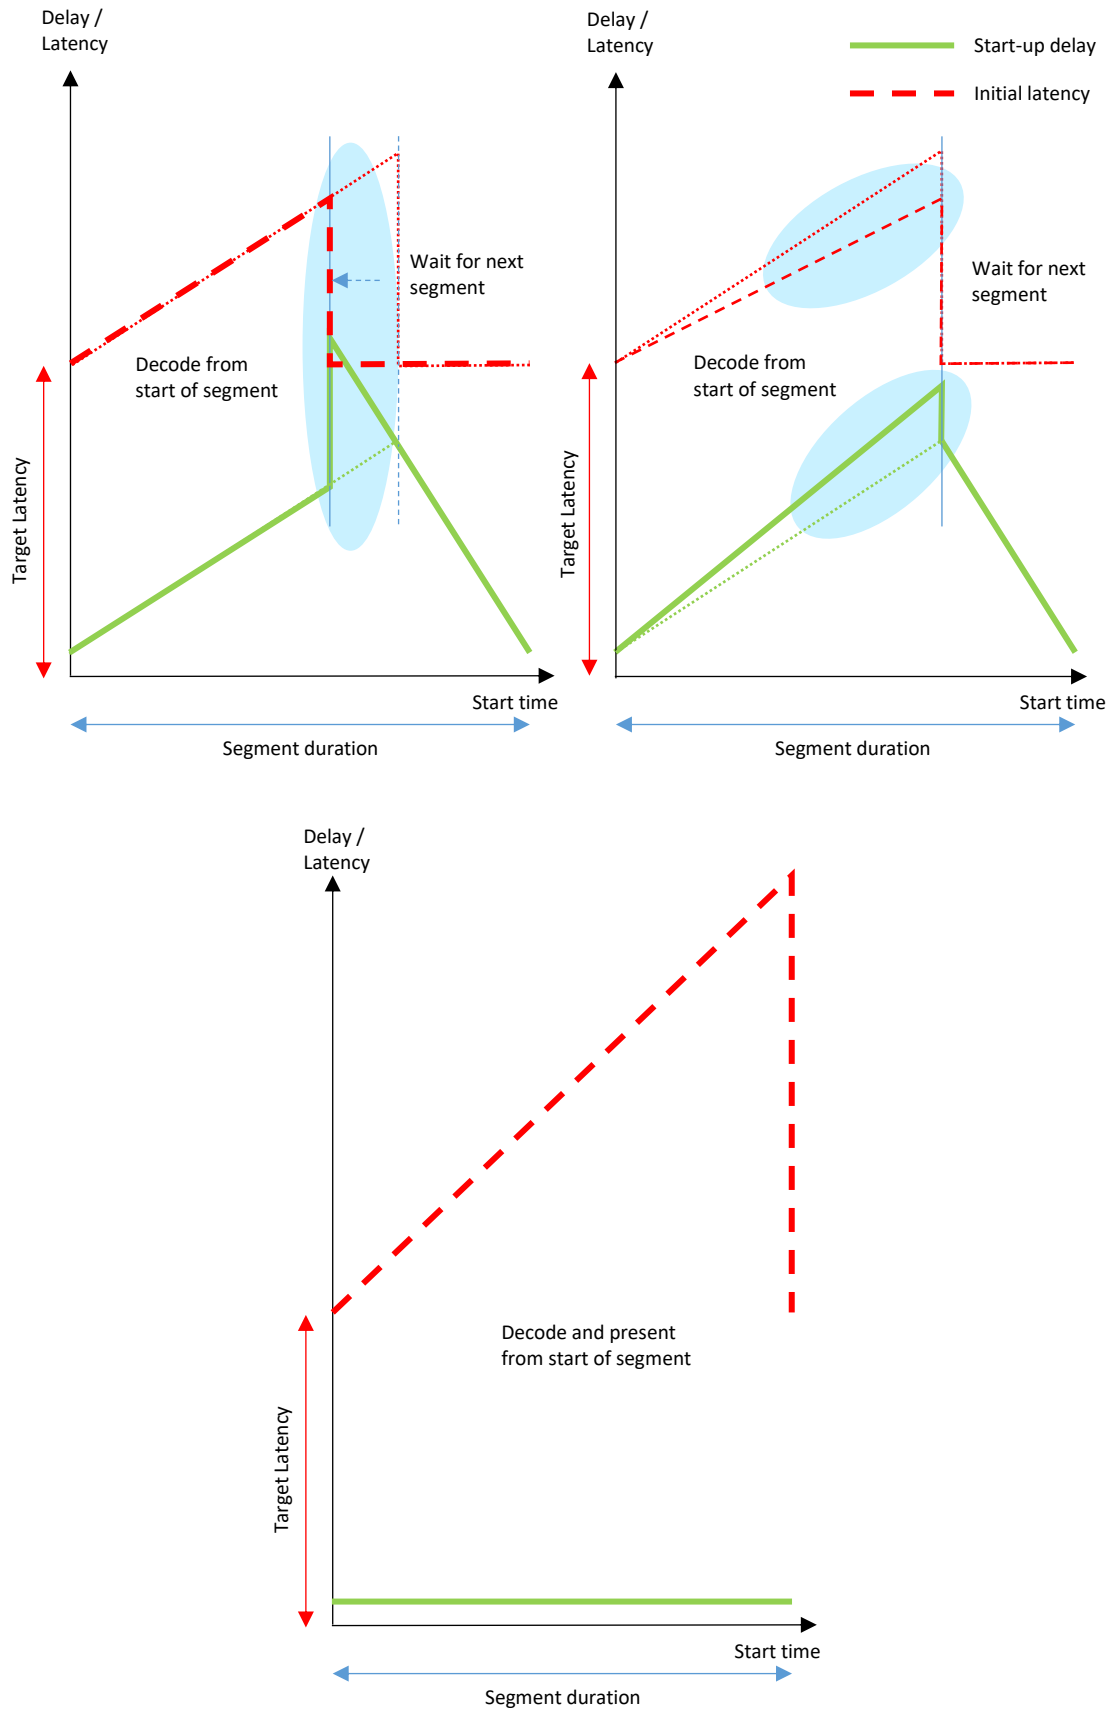 Delay /
Latency
Wait for next
segment
Decode from
start of segment
Target Latency
Start time
Segment duration
Delay /
Latency
Start-up delay
Initial latency
Wait for next
segment
Decode from
start of segment
Target Latency
Start time
Segment duration
Delay /
Latency
Decode and present
from start of segment
Target Latency
Start time
Segment duration